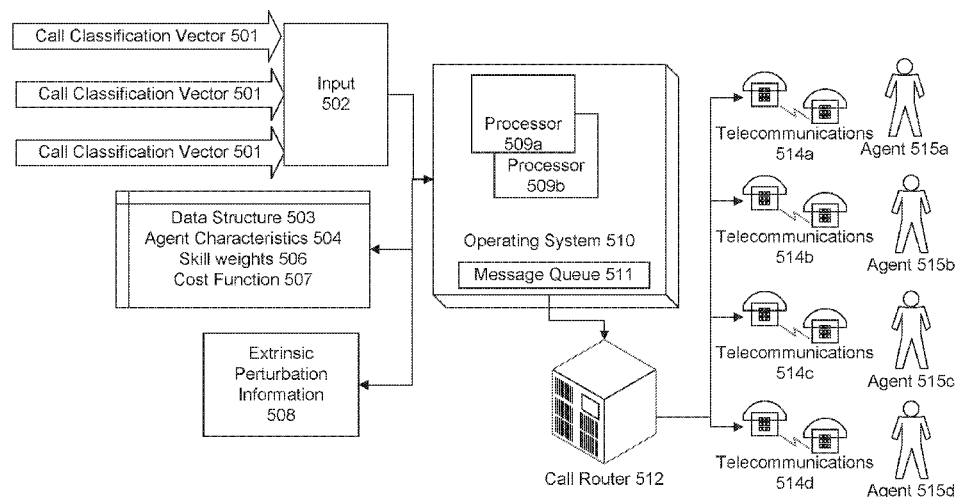 Call Classification Vector 501
Call Classification Vector 501
Call Classification Vector 501
Input
502
Data Structure 503
Agent Characteristics 504
Skill weights 506
Cost Function 507
Extrinsic
Perturbation
Information
508
Processor
509a
Processor
509b
Operating System 510
Message Queue 511
Call Router 512
Telecommunications
514a
Agent 515a
Telecommunications
514b
Agent 515b
Telecommunications
514c
Agent 515c
Telecommunications
514d
Agent 515d